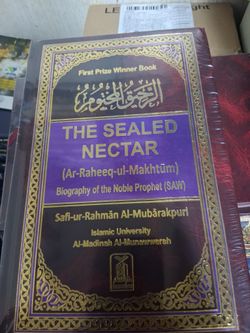 First Prize Winner Book
الرحيق المختوم
THE SEALED
NECTAR
(Ar-Raheeq-ul-Makhtūm)
Biography of the Noble Prophet (SAW)
Safi-ur-Rahmān Al-Mubārakpuri
Islamic University
Al-Madinah Al-Munawwarah